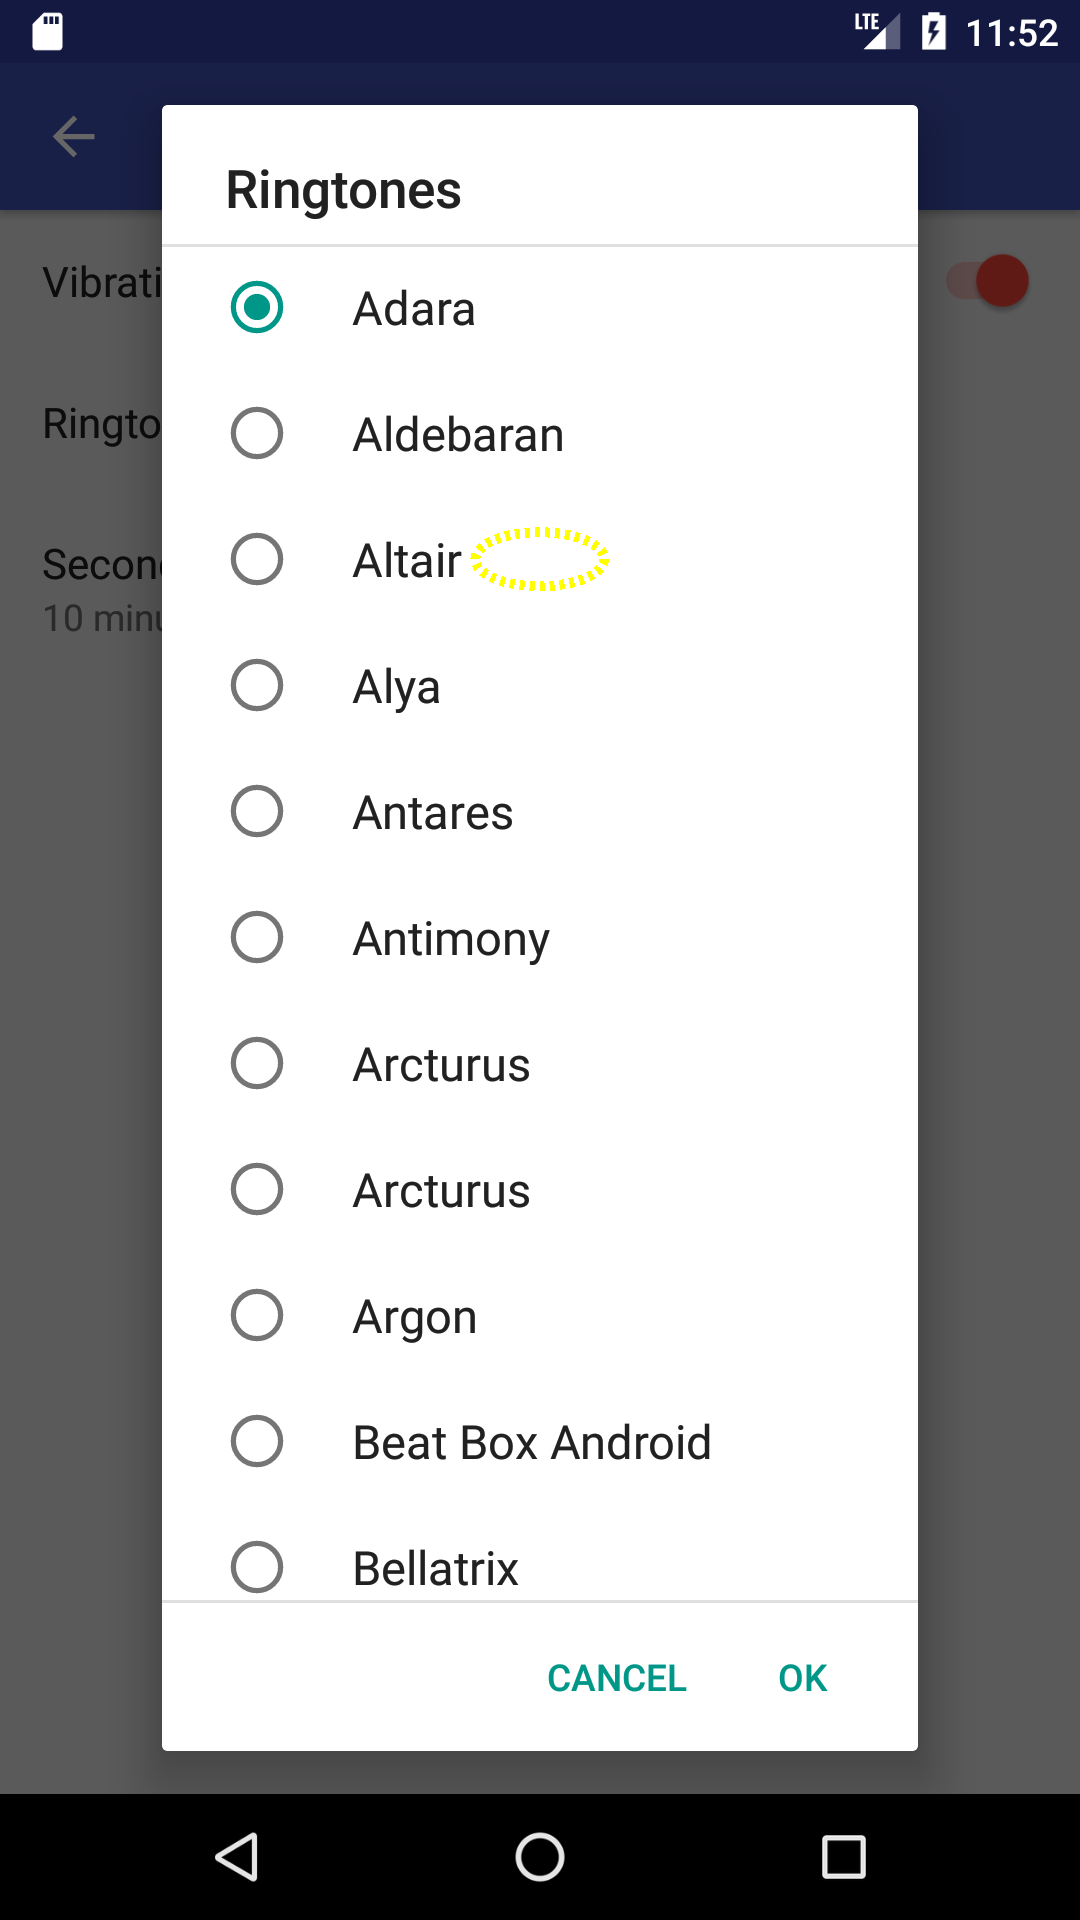 LTE 11:52
Ringtones
Vibrati
Adara
Ringto
Aldebaran
Secon
10 minu
Altair
Alya
Antares
Antimony
Arcturus
Arcturus
Argon
Beat Box Android
Bellatrix
CANCEL OK